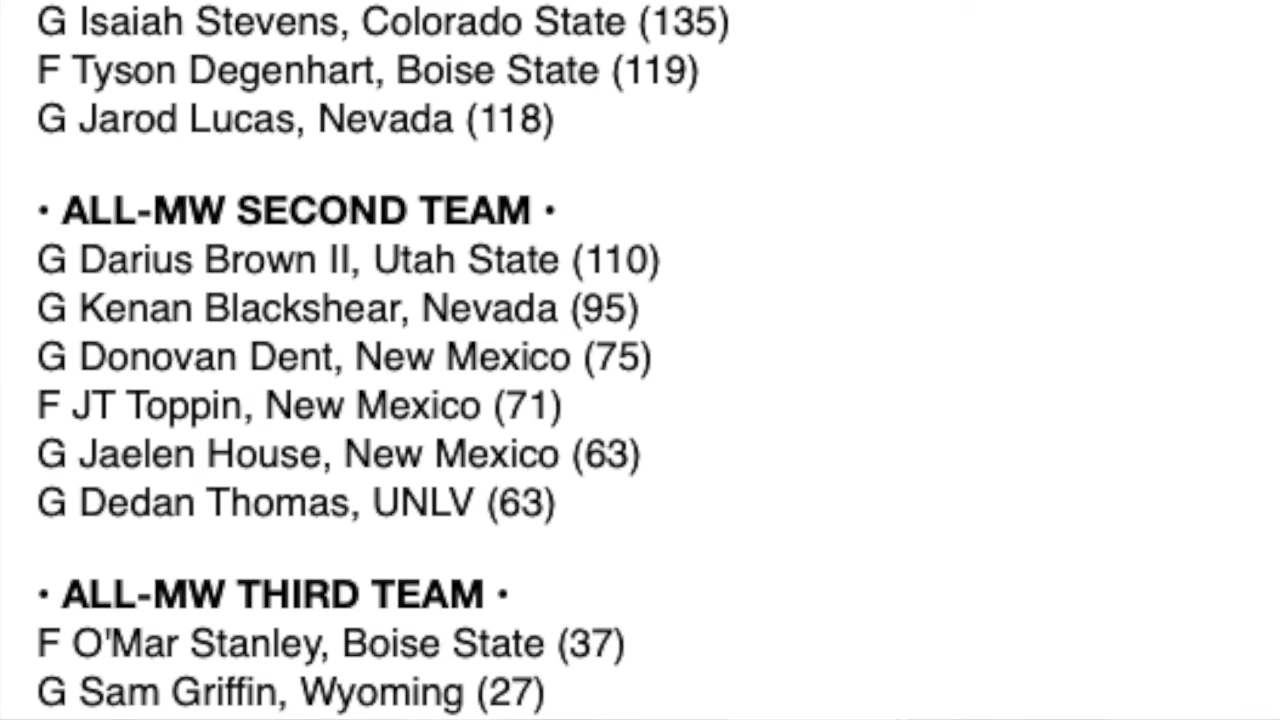 G Isaiah Stevens, Colorado State (135)
F Tyson Degenhart, Boise State (119)
G Jarod Lucas, Nevada (118)
• ALL-MW SECOND TEAM •
G Darius Brown II, Utah State (110)
G Kenan Blackshear, Nevada (95)
G Donovan Dent, New Mexico (75)
F JT Toppin, New Mexico (71)
G Jaelen House, New Mexico (63)
G Dedan Thomas, UNLV (63)
• ALL-MW THIRD TEAM •
F O'Mar Stanley, Boise State (37)
G Sam Griffin, Wyoming (27)